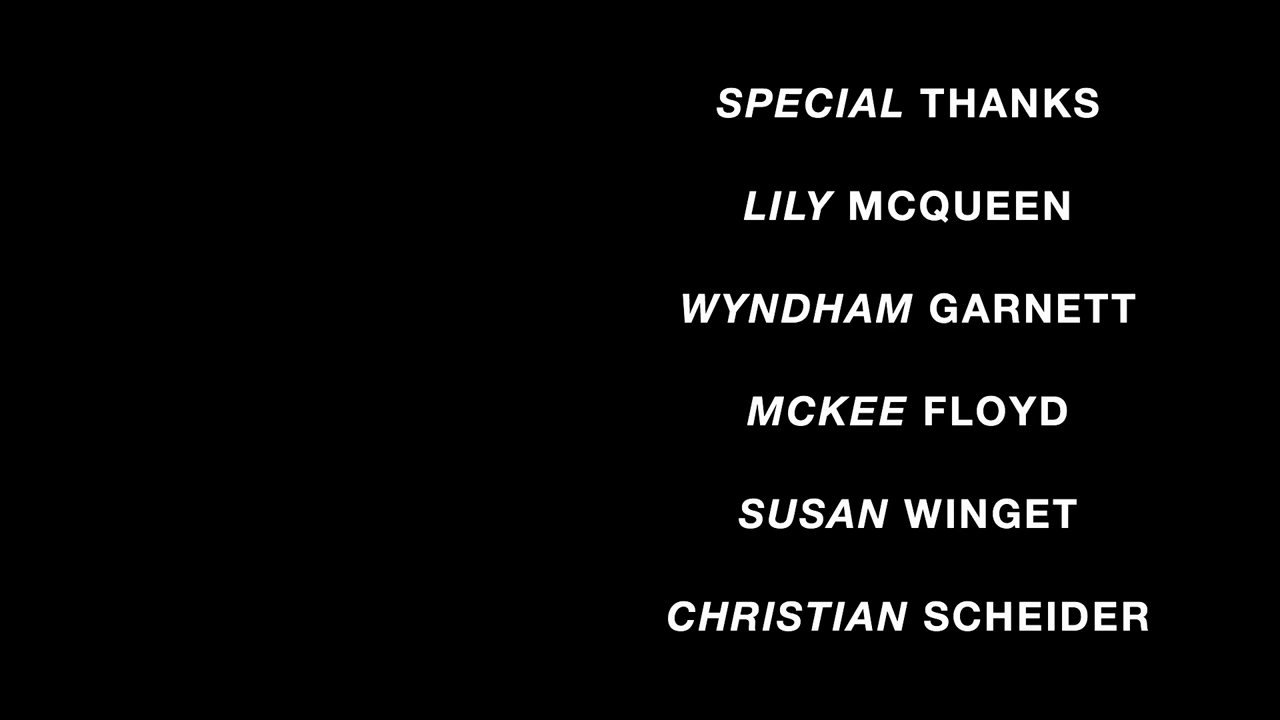 SPECIAL THANKS
LILY MCQUEEN
WYNDHAM GARNETT
MCKEE FLOYD
SUSAN WINGET
CHRISTIAN SCHEIDER